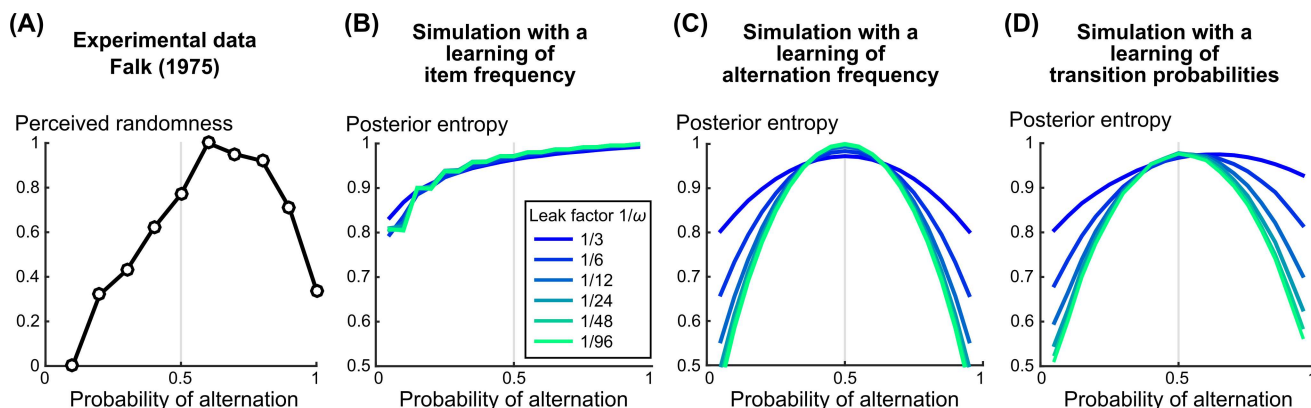 (A)
Experimental data
Falk (1975)
Perceived randomness
1
0.8
0.6
0.4
0.2
0
0.5
1
Probability of alternation
(B)
Simulation with a
learning of
item frequency
Posterior entropy
1
0.9
0.8
0.7
0.6
0.5
Leak factor 1/ω
1/3
1/6
1/12
1/24
1/48
1/96
0
0.5
1
Probability of alternation
(C)
Simulation with a
learning of
alternation frequency
Posterior entropy
1
0.9
0.8
0.7
0.6
0.5
0
0.5
1
Probability of alternation
(D)
Simulation with a
learning of
transition probabilities
Posterior entropy
1
0.9
0.8
0.7
0.6
0.5
0
0.5
1
Probability of alternation